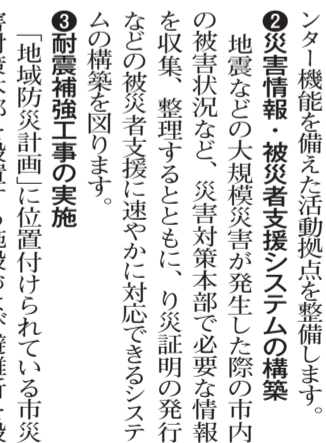 ンター機能を備えた活動拠点を整備します。
❷災害情報・被災者支援システムの構築
地震などの大規模災害が発生した際の市内
の被害状況など、災害対策本部で必要な情報
を収集、整理するとともに、り災証明の発行
などの被災者支援に速やかに対応できるシステ
ムの構築を図ります。
❸耐震補強工事の実施
「地域防災計画」に位置付けられている市災